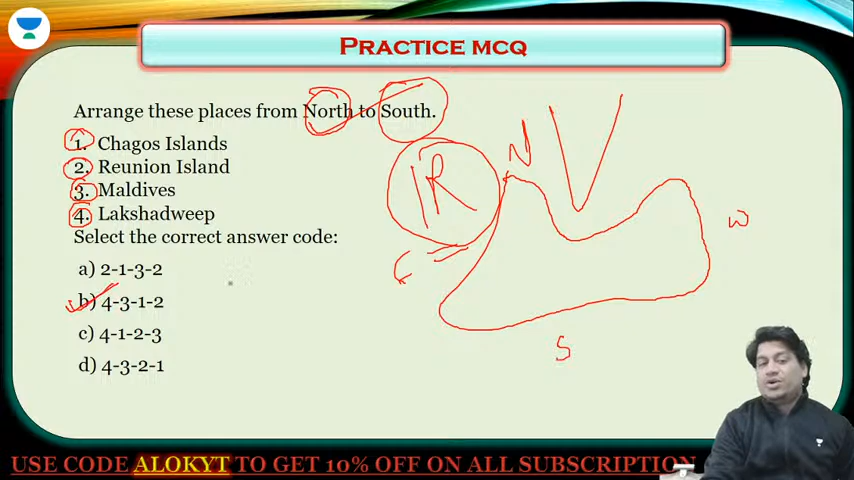 PRACTICE MCQ
Arrange these places from North to South.
1. Chagos Islands
2. Reunion Island
3. Maldives
4. Lakshadweep
Select the correct answer code:
a) 2-1-3-2
b) 4-3-1-2
c) 4-1-2-3
d) 4-3-2-1
N
IR
W
S
USE CODE ALOKYT TO GET 10% OFF ON ALL SUBSCRIPTION